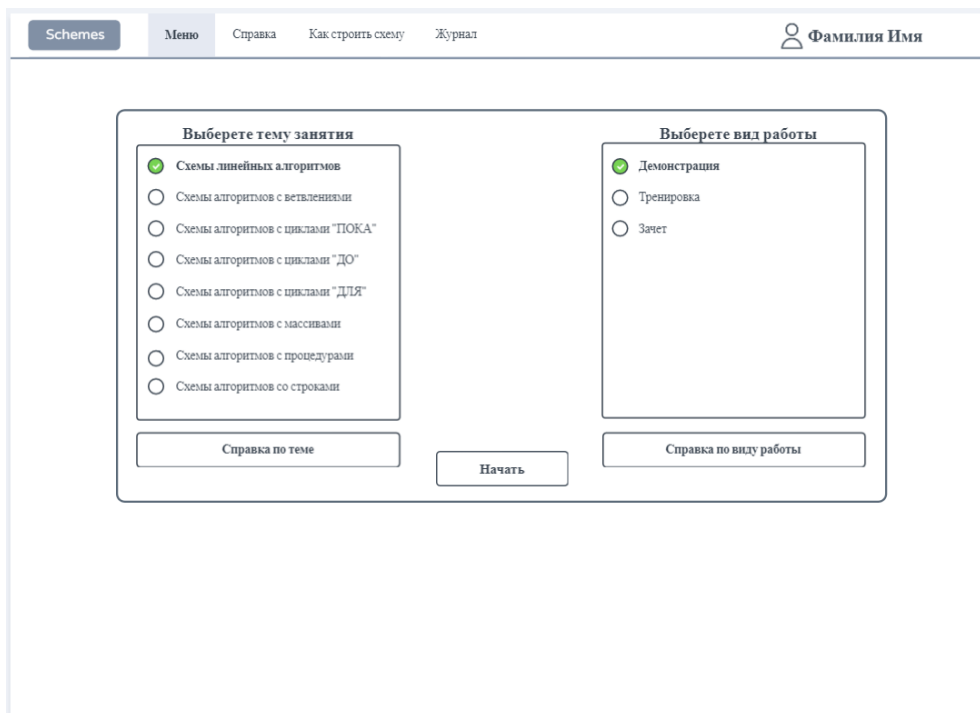 Schemes Меню Справка Как строить схему Журнал Фамилия Имя
Выберете тему занятия
Схемы линейных алгоритмов
Схемы алгоритмов с ветвлениями
Схемы алгоритмов с циклами "ПОКА"
Схемы алгоритмов с циклами "ДО"
Схемы алгоритмов с циклами "ДЛЯ"
Схемы алгоритмов с массивами
Схемы алгоритмов с процедурами
Схемы алгоритмов со строками
Справка по теме
Выберете вид работы
Демонстрация
Тренировка
Зачет
Справка по виду работы
Начать